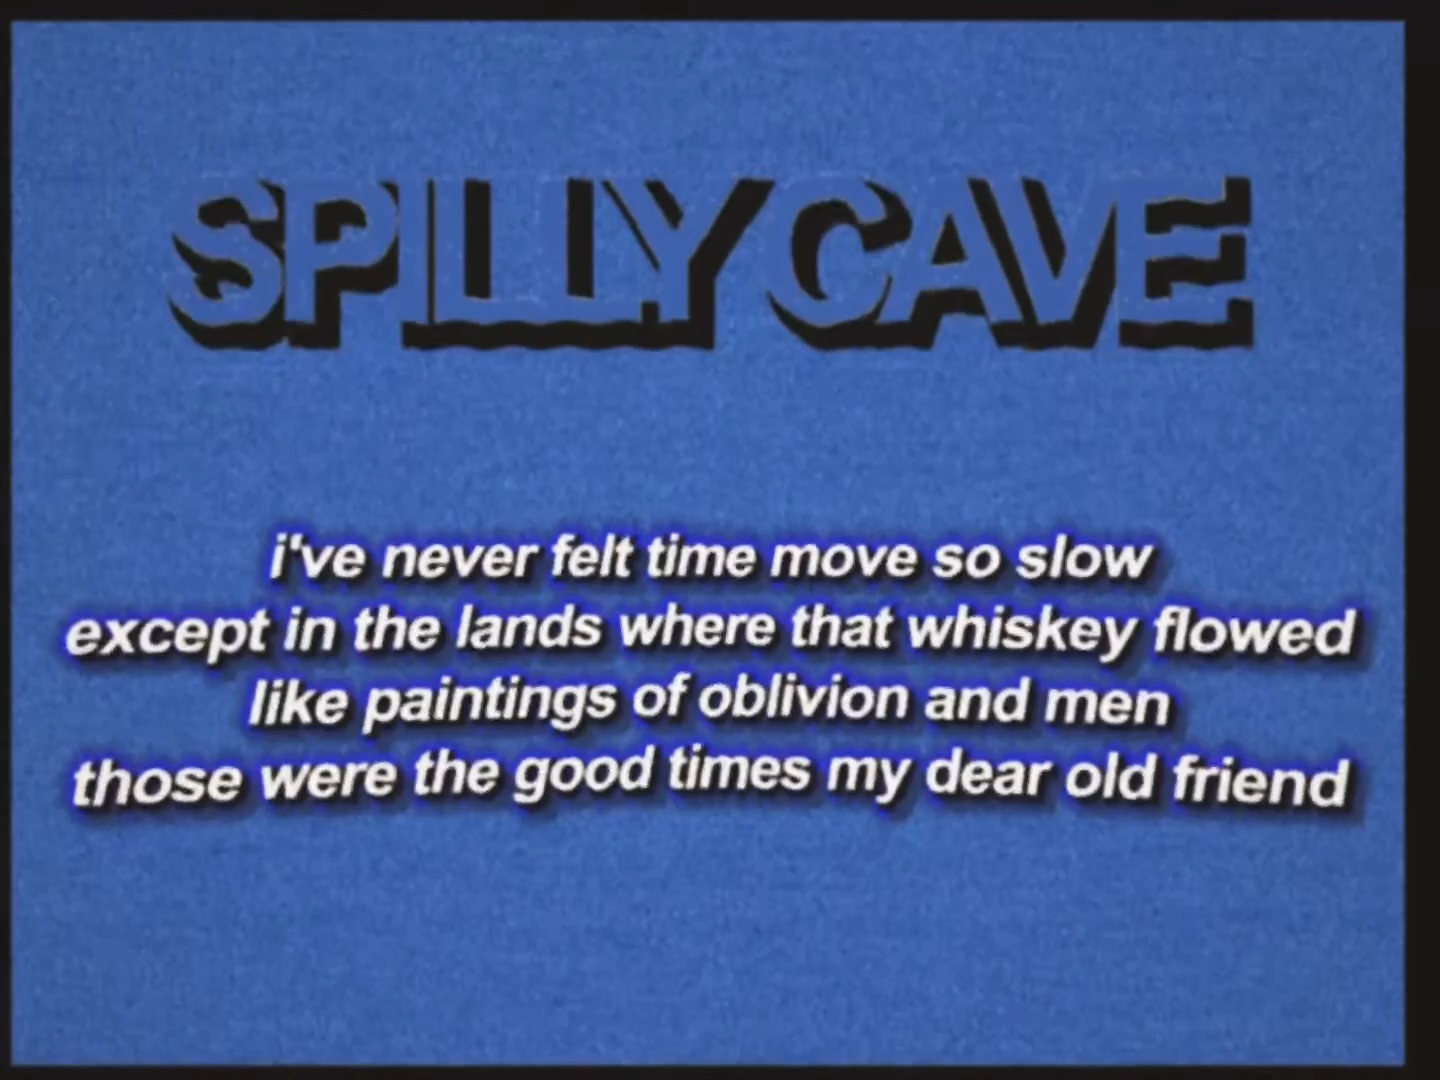 SPILLY CAVE
i've never felt time move so slow
except in the lands where that whiskey flowed
like paintings of oblivion and men
those were the good times my dear old friend